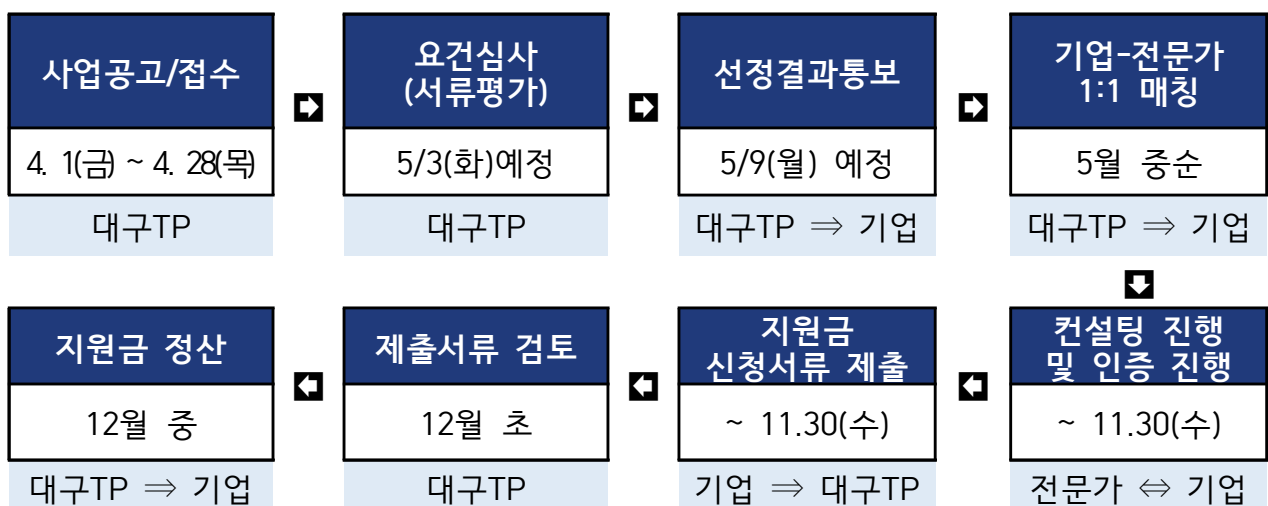 사업공고/접수
4. 1(금) ~ 4. 28(목)
대구TP
요건심사
(서류평가)
5/3(화)예정
대구TP
선정결과통보
5/9(월) 예정
대구TP ⇒ 기업
기업-전문가
1:1 매칭
5월 중순
대구TP ⇒ 기업
컨설팅 진행
및 인증 진행
~ 11.30(수)
전문가 ⇔ 기업
지원금
신청서류 제출
~ 11.30(수)
기업 ⇒ 대구TP
제출서류 검토
12월 초
대구TP
지원금 정산
12월 중
대구TP ⇒ 기업